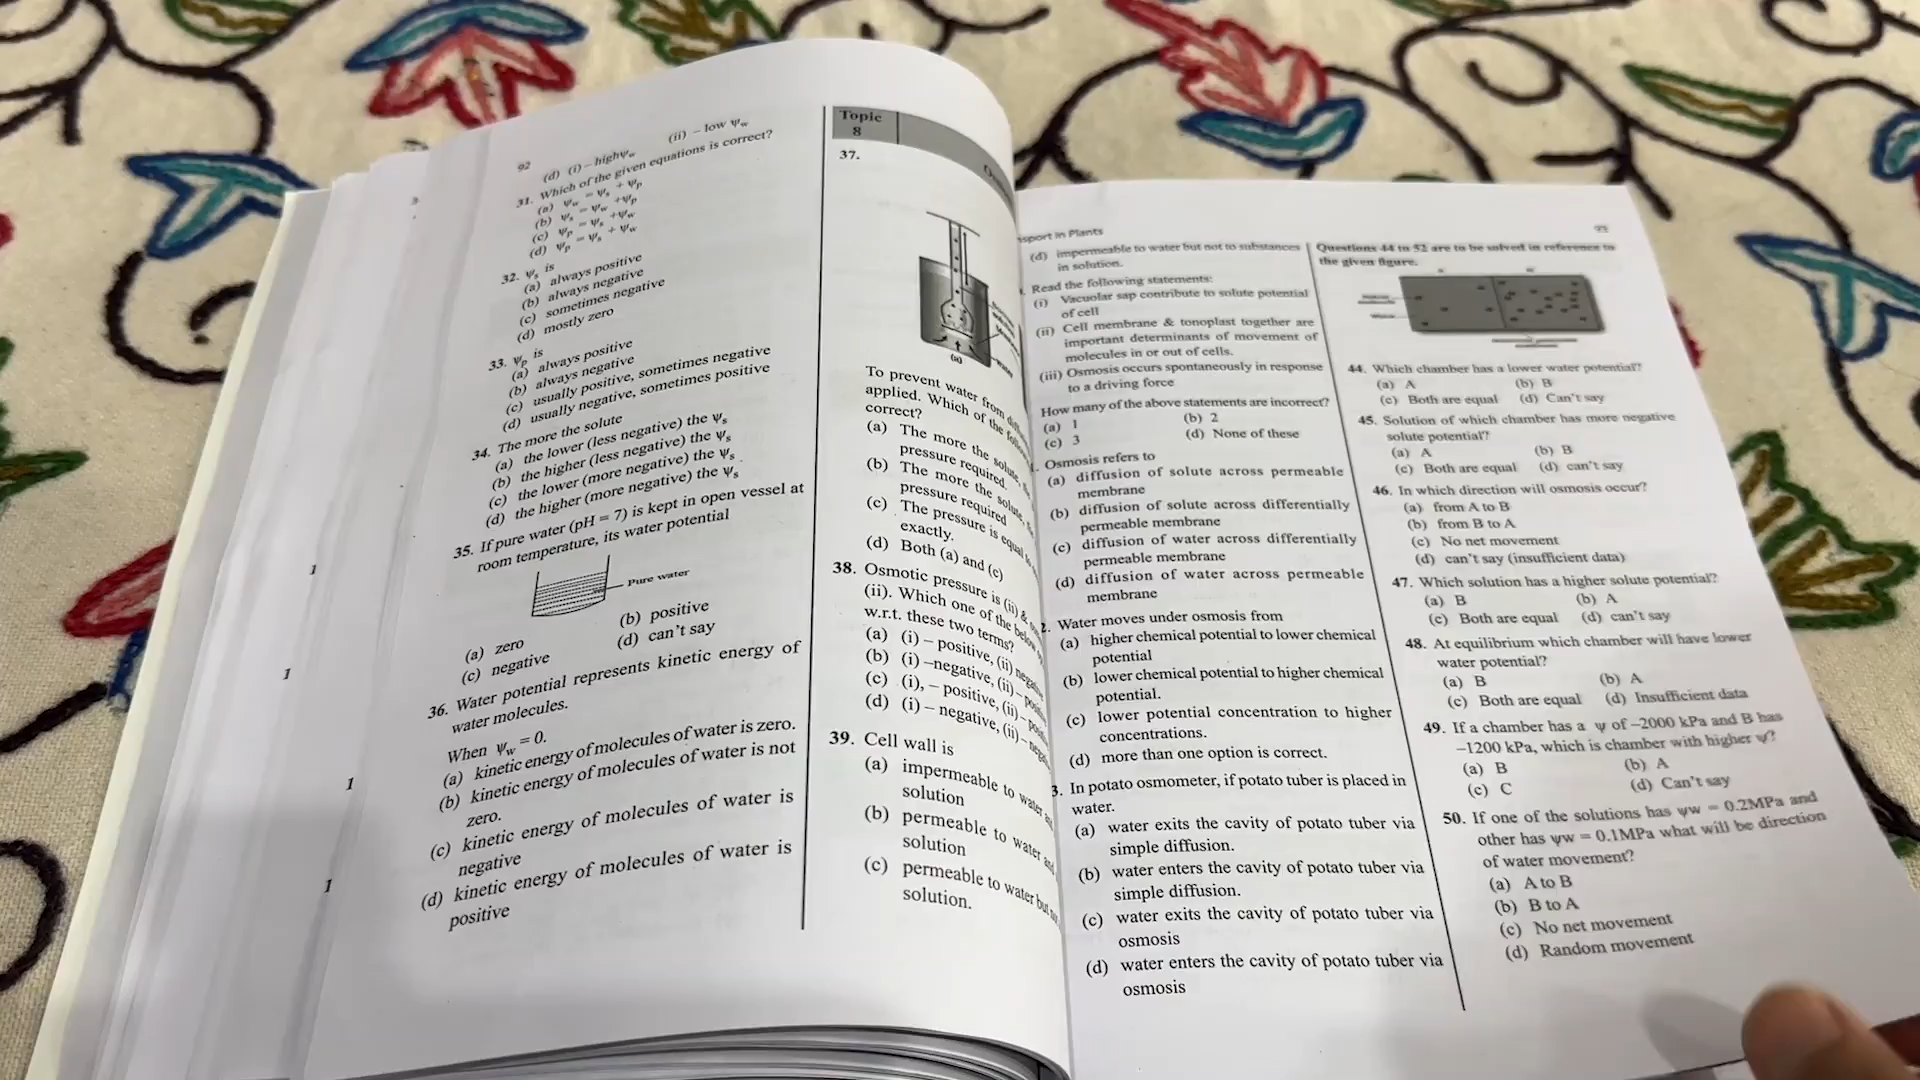 92
(d) (i) – highψw (ii) – low ψw
31. Which of the given equations is correct?
(a) ψw = ψs + ψp
(b) ψs = ψw +ψp
(c) ψp = ψs +ψw
(d) ψp = ψs + ψw
32. ψs is
(a) always positive
(b) always negative
(c) sometimes negative
(d) mostly zero
33. ψp is
(a) always positive
(b) always negative
(c) usually positive, sometimes negative
(d) usually negative, sometimes positive
34. The more the solute
(a) the lower (less negative) the ψs
(b) the higher (less negative) the ψs
(c) the lower (more negative) the ψs
(d) the higher (more negative) the ψs
35. If pure water (pH = 7) is kept in open vessel at
room temperature, its water potential
Pure water
(a) zero (b) positive
(c) negative (d) can't say
36. Water potential represents kinetic energy of
water molecules.
When ψw = 0.
(a) kinetic energy of molecules of water is zero.
(b) kinetic energy of molecules of water is not
zero.
(c) kinetic energy of molecules of water is
negative
(d) kinetic energy of molecules of water is
positive
Topic
8
37.
(a)
To prevent water from
applied. Which of the
correct?
(a) The more the solute,
pressure required.
(b) The more the solute,
pressure required
(c) The pressure is equal
exactly.
(d) Both (a) and (c)
38. Osmotic pressure is (ii) &
(ii). Which one of the
w.r.t. these two terms?
(a) (i) – positive, (ii)
(b) (i) –negative, (ii) –
(c) (i), – positive, (ii) –
(d) (i) – negative, (ii) –
39. Cell wall is
(a) impermeable to water
solution
(b) permeable to water
solution
(c) permeable to water but
solution.
sport in Plants
93
(d) impermeable to water but not to substances
in solution.
Read the following statements:
(i) Vacuolar sap contribute to solute potential
of cell
(ii) Cell membrane & tonoplast together are
important determinants of movement of
molecules in or out of cells.
(iii) Osmosis occurs spontaneously in response
to a driving force
How many of the above statements are incorrect?
(a) 1 (b) 2
(c) 3 (d) None of these
Osmosis refers to
(a) diffusion of solute across permeable
membrane
(b) diffusion of solute across differentially
permeable membrane
(c) diffusion of water across differentially
permeable membrane
(d) diffusion of water across permeable
membrane
2. Water moves under osmosis from
(a) higher chemical potential to lower chemical
potential
(b) lower chemical potential to higher chemical
potential.
(c) lower potential concentration to higher
concentrations.
(d) more than one option is correct.
3. In potato osmometer, if potato tuber is placed in
water.
(a) water exits the cavity of potato tuber via
simple diffusion.
(b) water enters the cavity of potato tuber via
simple diffusion.
(c) water exits the cavity of potato tuber via
osmosis
(d) water enters the cavity of potato tuber via
osmosis
Questions 44 to 52 are to be solved in reference to
the given figure.
44. Which chamber has a lower water potential?
(a) A (b) B
(c) Both are equal (d) Can't say
45. Solution of which chamber has more negative
solute potential?
(a) A (b) B
(c) Both are equal (d) can't say
46. In which direction will osmosis occur?
(a) from A to B
(b) from B to A
(c) No net movement
(d) can't say (insufficient data)
47. Which solution has a higher solute potential?
(a) B (b) A
(c) Both are equal (d) can't say
48. At equilibrium which chamber will have lower
water potential?
(a) B (b) A
(c) Both are equal (d) Insufficient data
49. If a chamber has a ψ of –2000 kPa and B has
–1200 kPa, which is chamber with higher ψ?
(a) B (b) A
(c) C (d) Can't say
50. If one of the solutions has ψw = 0.2MPa and
other has ψw = 0.1MPa what will be direction
of water movement?
(a) A to B
(b) B to A
(c) No net movement
(d) Random movement